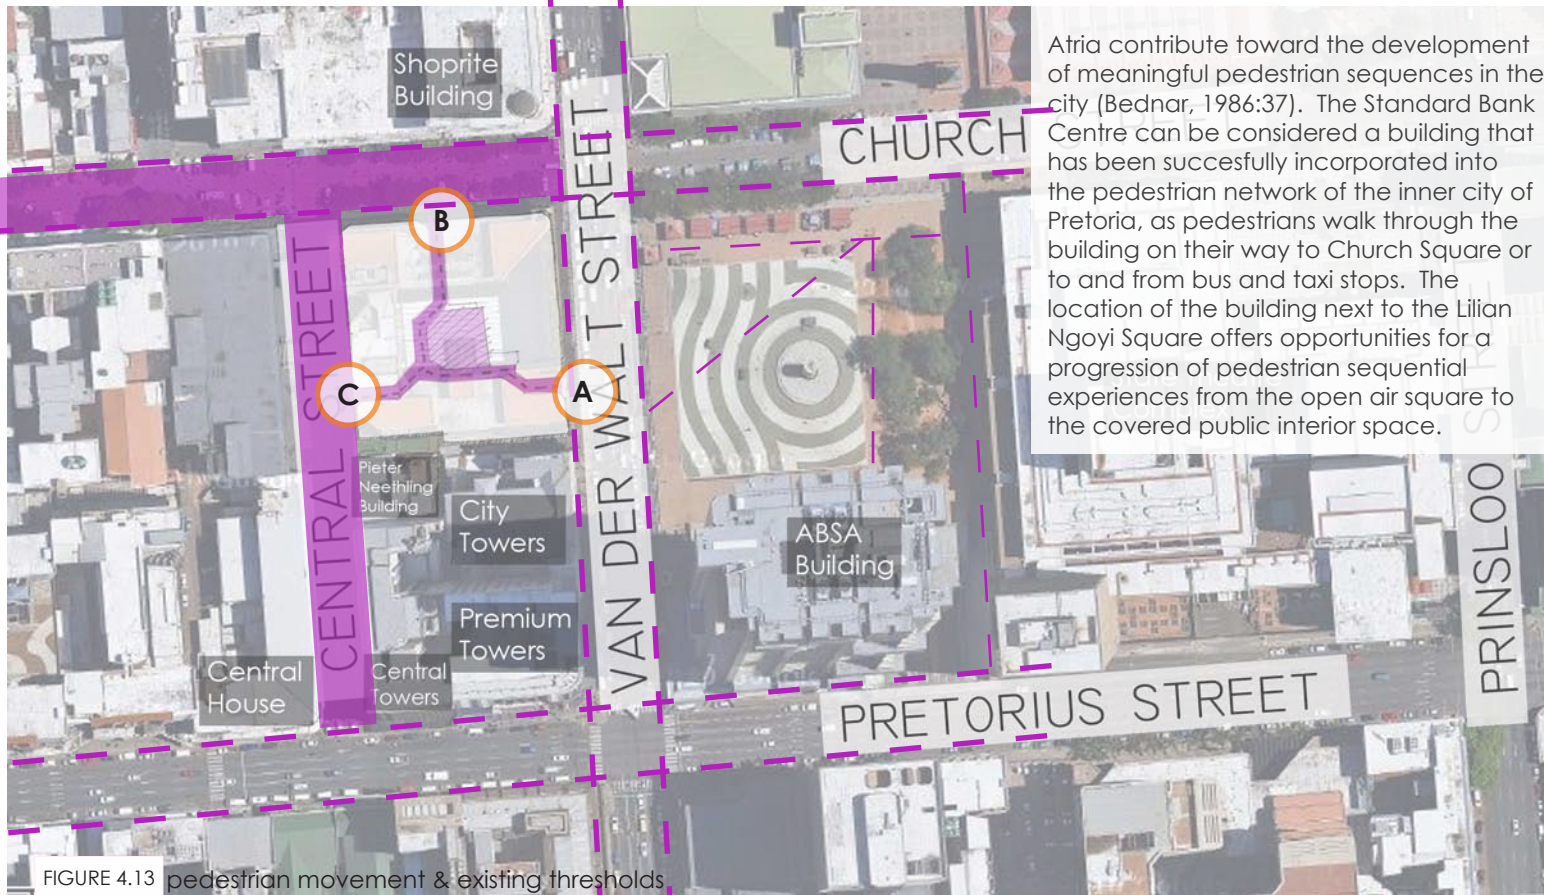 Shoprite
Building
Atria contribute toward the development
of meaningful pedestrian sequences in the
city (Bednar, 1986:37).  The Standard Bank
Centre can be considered a building that
has been succesfully incorporated into
the pedestrian network of the inner city of
Pretoria, as pedestrians walk through the
building on their way to Church Square or
to and from bus and taxi stops.  The
location of the building next to the Lilian
Ngoyi Square offers opportunities for a
progression of pedestrian sequential
experiences from the open air square to
the covered public interior space.
CHURCH STREET
B
C
A
CENTRAL STREET
VAN DER WALT STREET
Pieter
Neethling
Building
City
Towers
ABSA
Building
State Theatre
Complex
Premium
Towers
Central
House
Central
Towers
PRETORIUS STREET
PRINSLOO STRE
FIGURE 4.13 pedestrian movement & existing thresholds